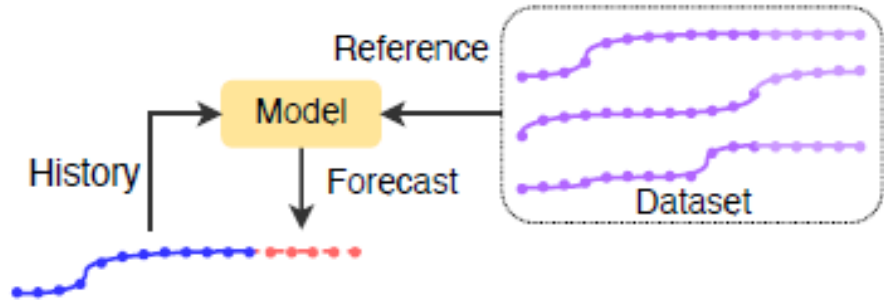 Reference
Model
History
Forecast
Dataset